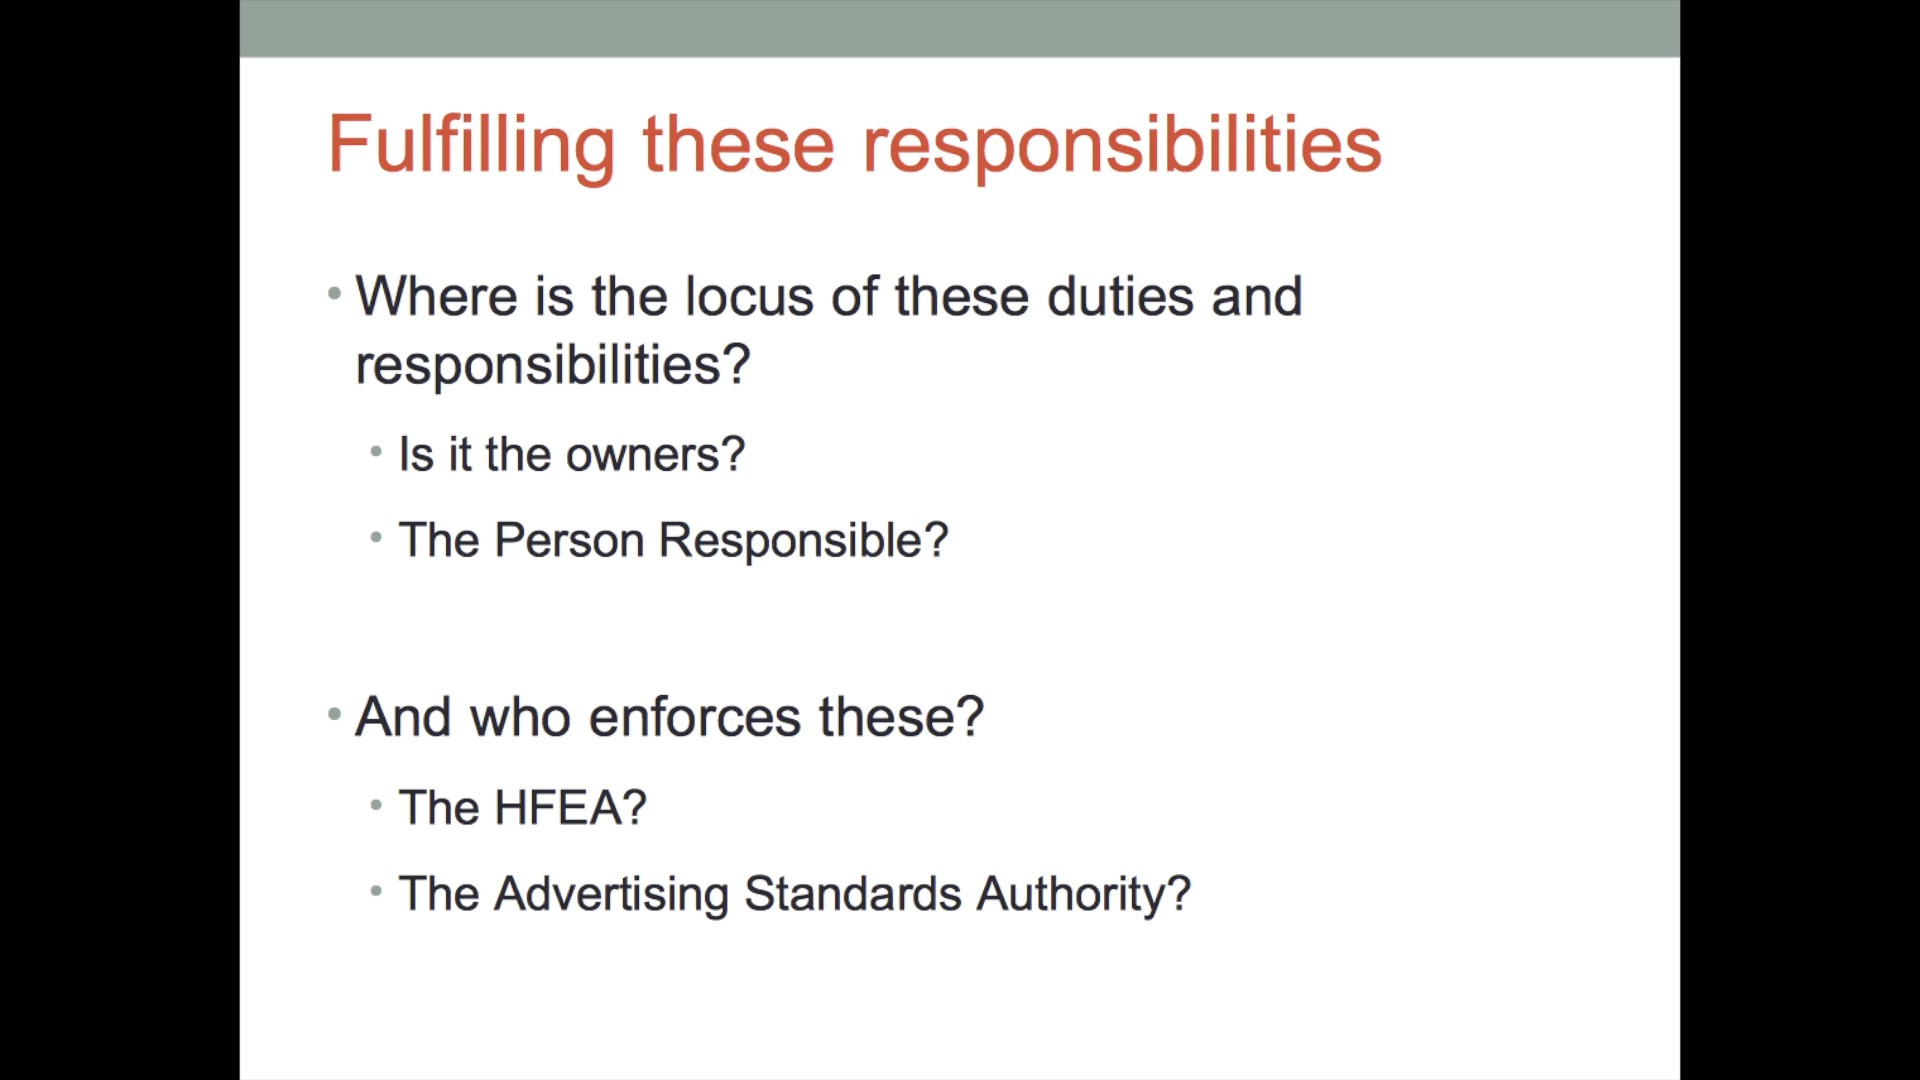 Fulfilling these responsibilities
• Where is the locus of these duties and
responsibilities?
• Is it the owners?
• The Person Responsible?
• And who enforces these?
• The HFEA?
• The Advertising Standards Authority?